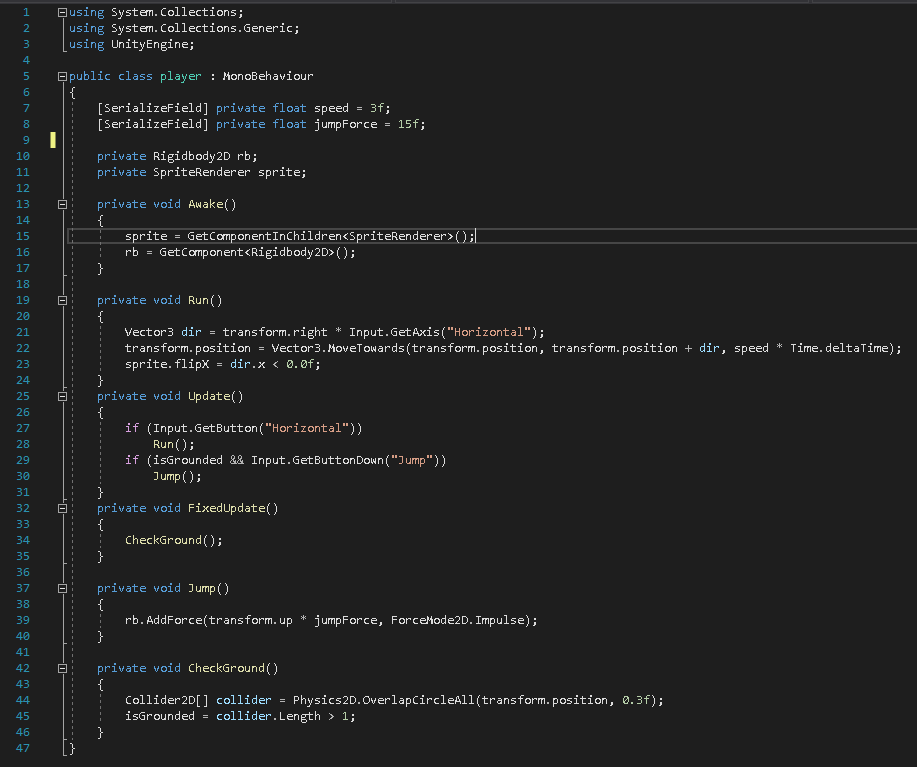 1 using System.Collections;
2 using System.Collections.Generic;
3 using UnityEngine;
4
5 public class player : MonoBehaviour
6 {
7 [SerializeField] private float speed = 3f;
8 [SerializeField] private float jumpForce = 15f;
9
10 private Rigidbody2D rb;
11 private SpriteRenderer sprite;
12
13 private void Awake()
14 {
15 sprite = GetComponentInChildren<SpriteRenderer>();
16 rb = GetComponent<Rigidbody2D>();
17 }
18
19 private void Run()
20 {
21 Vector3 dir = transform.right * Input.GetAxis("Horizontal");
22 transform.position = Vector3.MoveTowards(transform.position, transform.position + dir, speed * Time.deltaTime);
23 sprite.flipX = dir.x < 0.0f;
24 }
25 private void Update()
26 {
27 if (Input.GetButton("Horizontal"))
28 Run();
29 if (isGrounded && Input.GetButtonDown("Jump"))
30 Jump();
31 }
32 private void FixedUpdate()
33 {
34 CheckGround();
35 }
36
37 private void Jump()
38 {
39 rb.AddForce(transform.up * jumpForce, ForceMode2D.Impulse);
40 }
41
42 private void CheckGround()
43 {
44 Collider2D[] collider = Physics2D.OverlapCircleAll(transform.position, 0.3f);
45 isGrounded = collider.Length > 1;
46 }
47 }